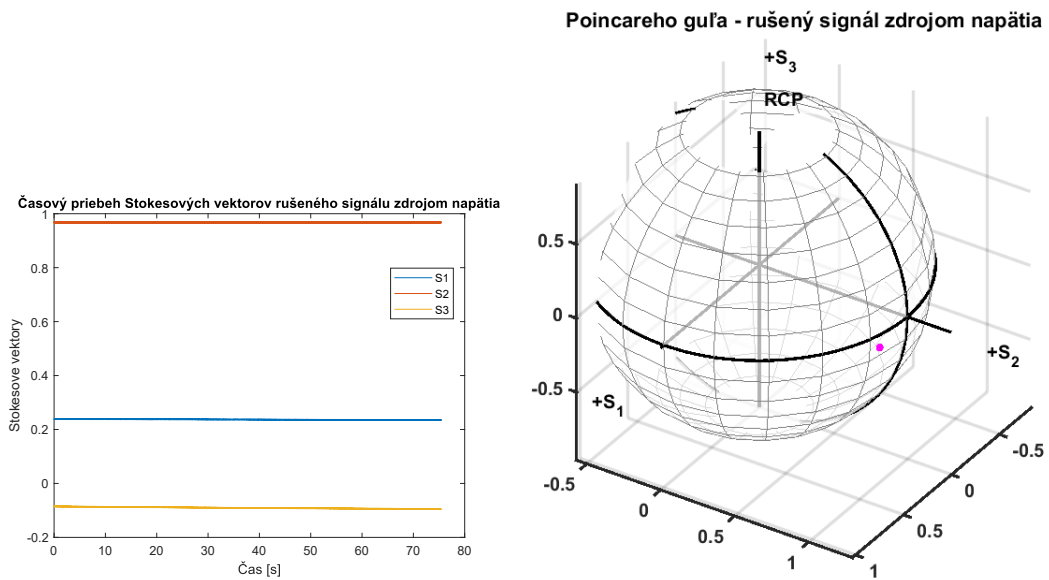 Časový priebeh Stokesových vektorov rušeného signálu zdrojom napätia
1
0.8
0.6
0.4
0.2
0
-0.2
Stokesove vektory
S1
S2
S3
0 10 20 30 40 50 60 70 80
Čas [s]
Poincareho guľa - rušený signál zdrojom napätia
+S3
RCP
0.5
0
-0.5
+S1
+S2
-0.5
0
0.5
1
-0.5
0
0.5
1